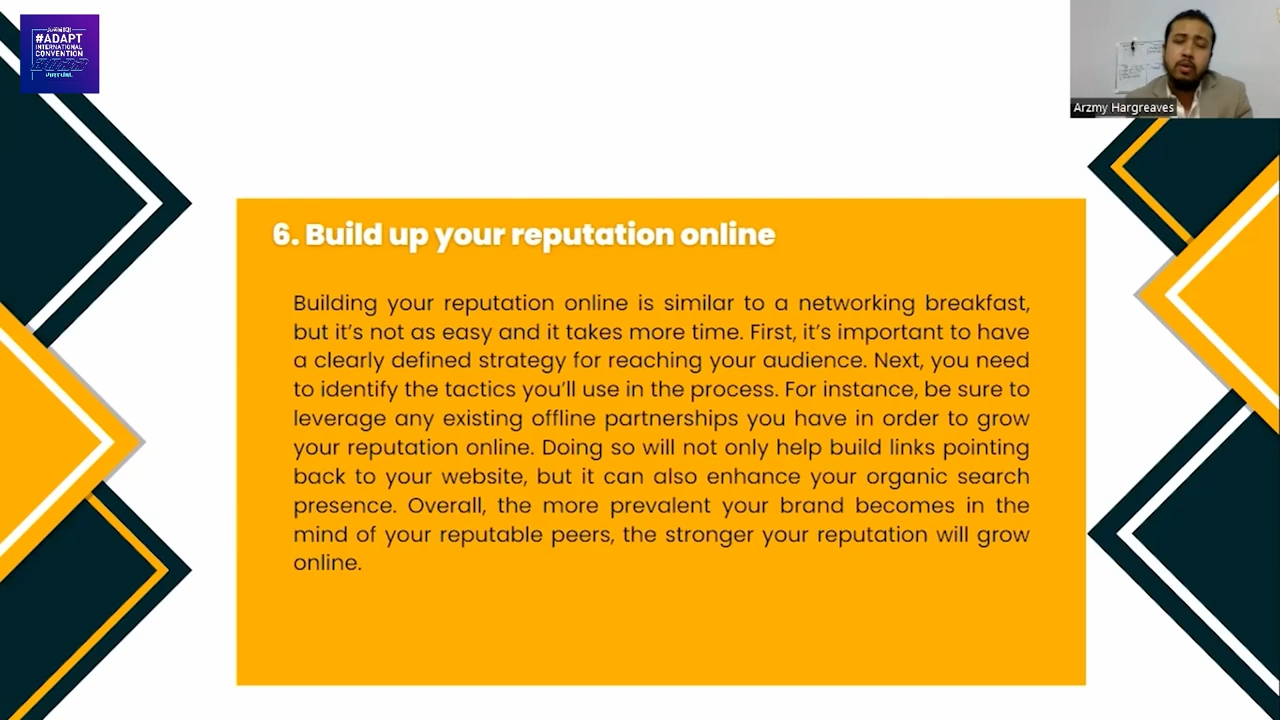 #ADAPT
INTERNATIONAL
CONVENTION
VIRTUAL
Arzmy Hargreaves
6. Build up your reputation online
Building your reputation online is similar to a networking breakfast,
but it's not as easy and it takes more time. First, it's important to have
a clearly defined strategy for reaching your audience. Next, you need
to identify the tactics you'll use in the process. For instance, be sure to
leverage any existing offline partnerships you have in order to grow
your reputation online. Doing so will not only help build links pointing
back to your website, but it can also enhance your organic search
presence. Overall, the more prevalent your brand becomes in the
mind of your reputable peers, the stronger your reputation will grow
online.